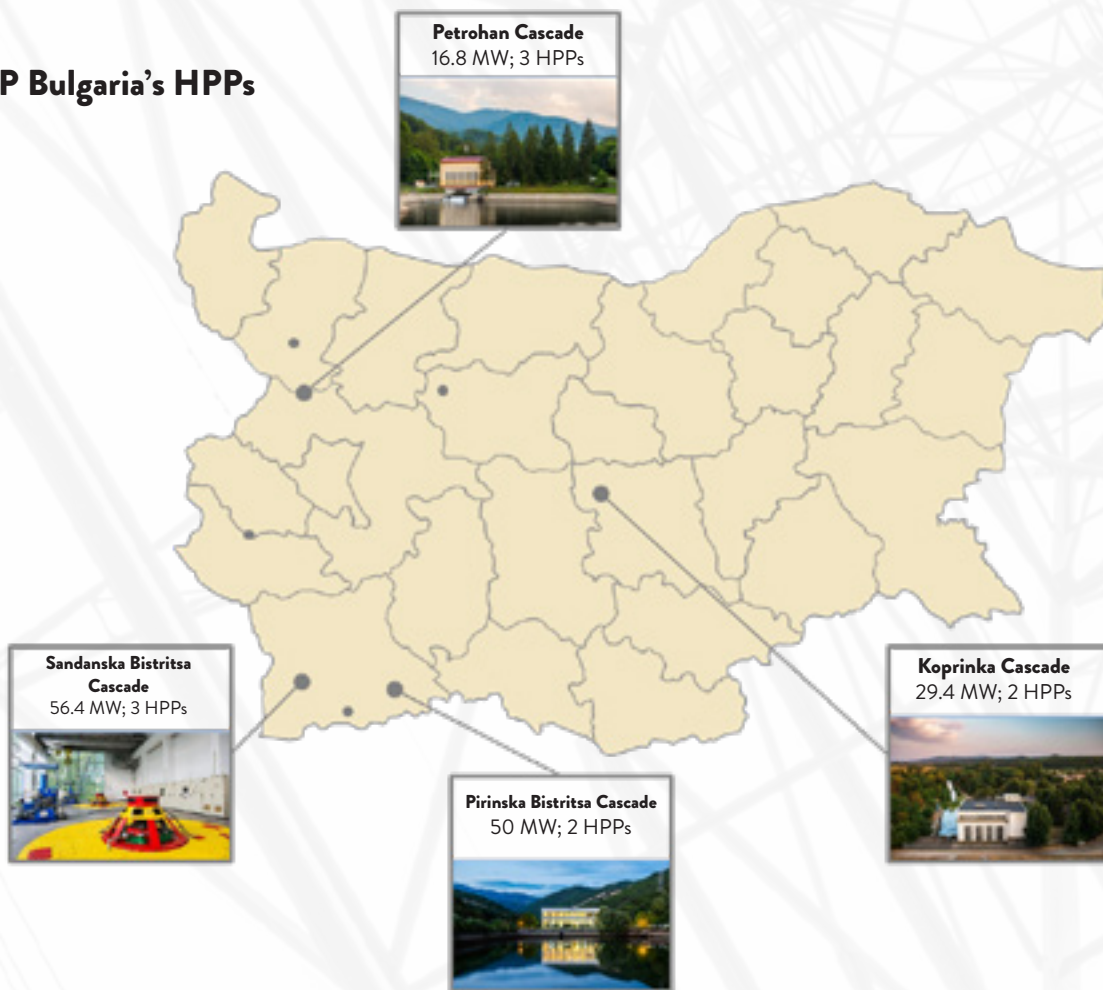 P Bulgaria's HPPs
Petrohan Cascade
16.8 MW; 3 HPPs
Sandanska Bistritsa
Cascade
56.4 MW; 3 HPPs
Pirinska Bistritsa Cascade
50 MW; 2 HPPs
Koprinka Cascade
29.4 MW; 2 HPPs